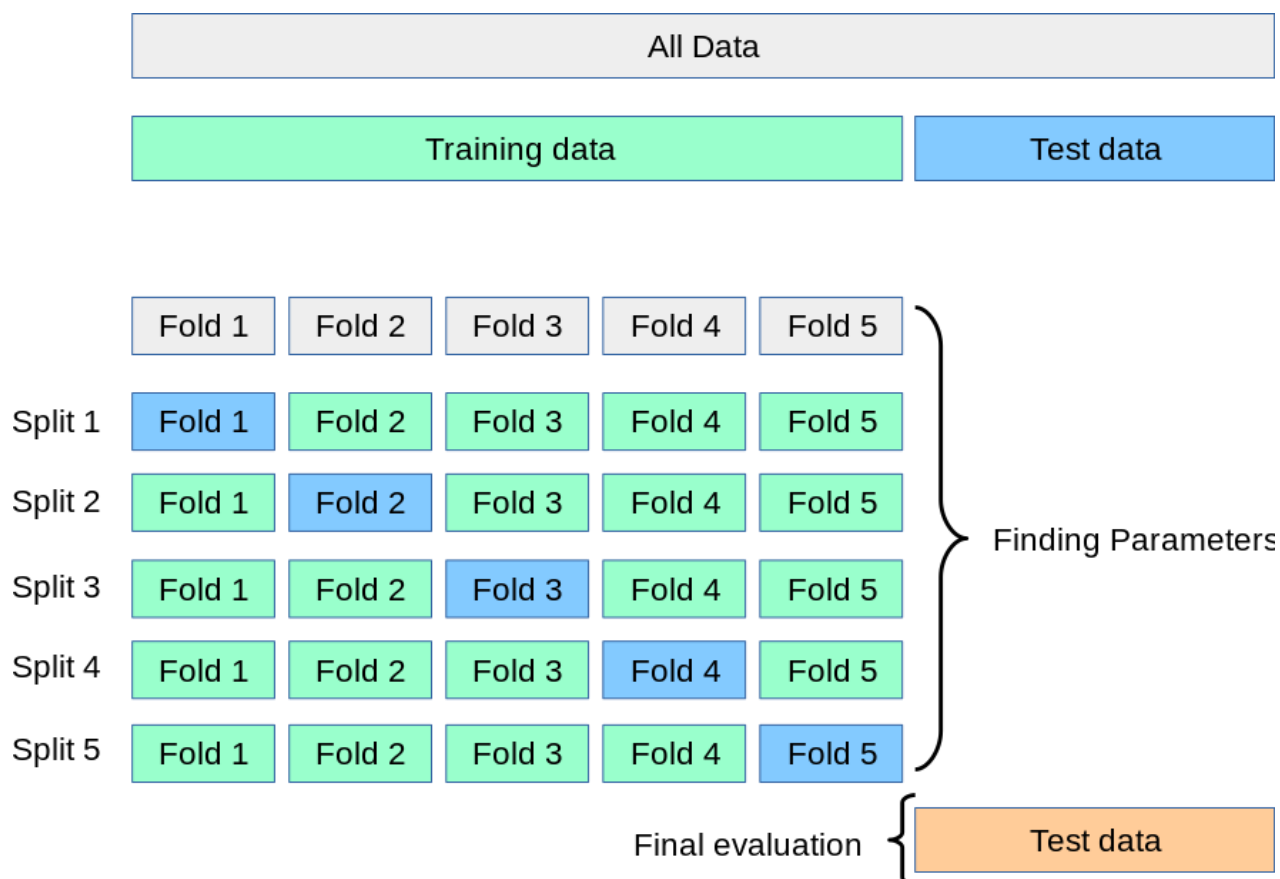 All Data
Training data Test data
Fold 1 Fold 2 Fold 3 Fold 4 Fold 5
Split 1 Fold 1 Fold 2 Fold 3 Fold 4 Fold 5
Split 2 Fold 1 Fold 2 Fold 3 Fold 4 Fold 5
Finding Parameters
Split 3 Fold 1 Fold 2 Fold 3 Fold 4 Fold 5
Split 4 Fold 1 Fold 2 Fold 3 Fold 4 Fold 5
Split 5 Fold 1 Fold 2 Fold 3 Fold 4 Fold 5
Final evaluation Test data